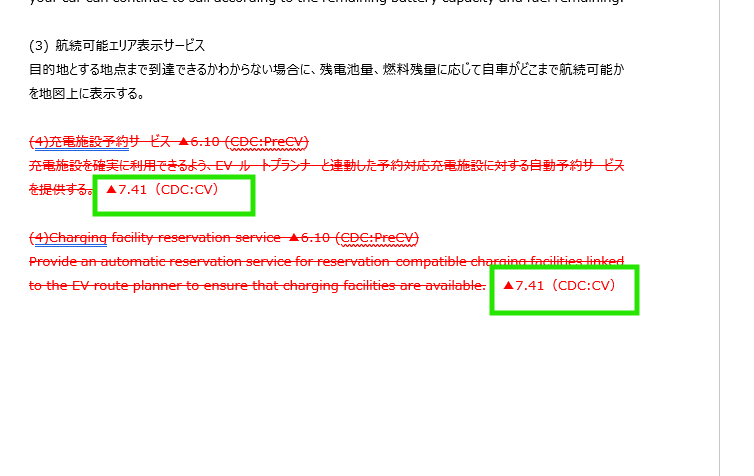 your car can continue to sail according to the remaining battery capacity and fuel remaining.
(3) 航続可能エリア表示サービス
目的地とする地点まで到達できるかわからない場合に、残電池量、燃料残量に応じて自車がどこまで航続可能か
を地図上に表示する。
(4)充電施設予約サービス ▲6.10 (CDC:PreCV)
充電施設を確実に利用できるよう、EV ルートプランナーと連動した予約対応充電施設に対する自動予約サービス
を提供する。 ▲7.41（CDC:CV）
(4)Charging facility reservation service ▲6.10 (CDC:PreCV)
Provide an automatic reservation service for reservation-compatible charging facilities linked
to the EV route planner to ensure that charging facilities are available. ▲7.41（CDC:CV）